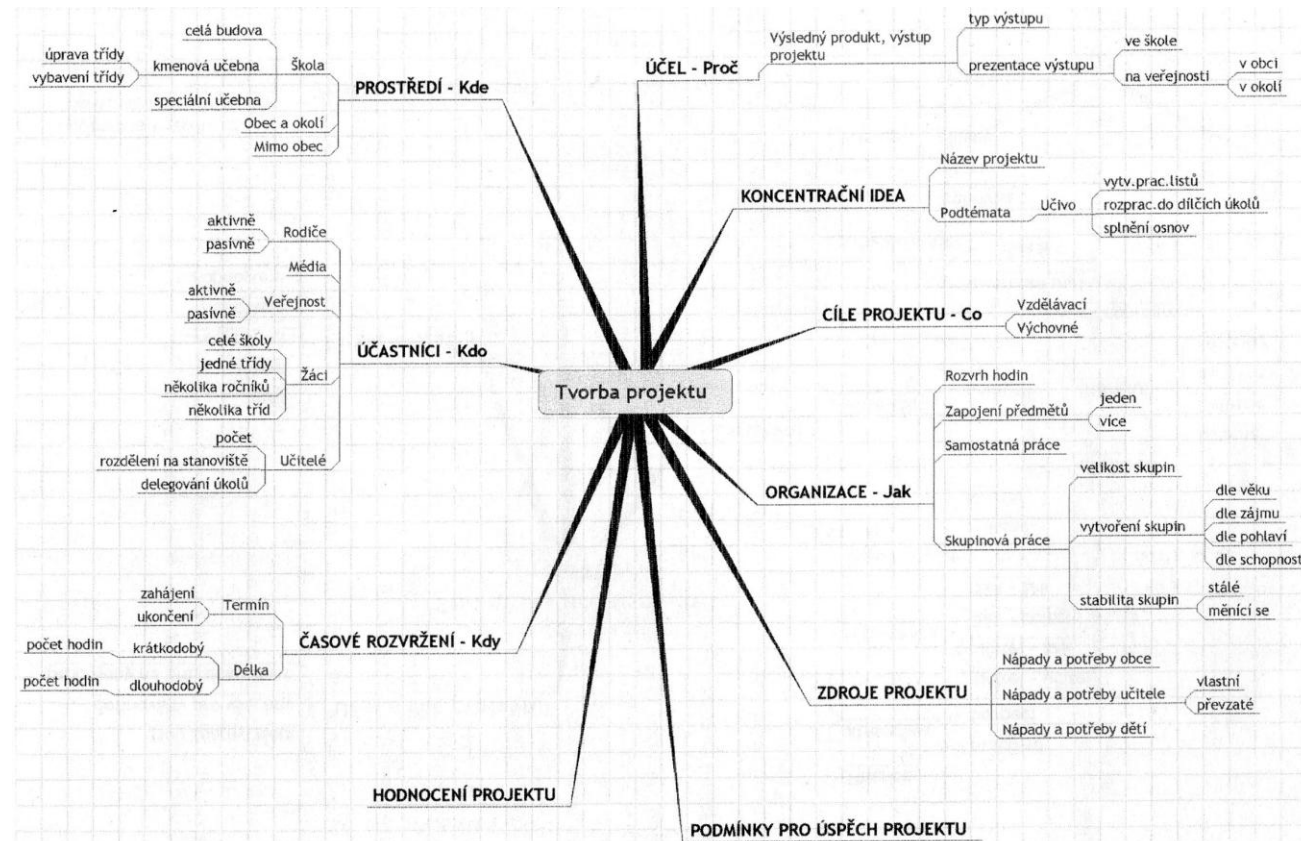 Tvorba projektu
ÚČEL - Proč
Výsledný produkt, výstup
projektu
typ výstupu
prezentace výstupu
ve škole
na veřejnosti
v obci
v okolí
KONCENTRAČNÍ IDEA
Název projektu
Podtémata
Učivo
vytv.prac.listů
rozprac.do dílčích úkolů
splnění osnov
CÍLE PROJEKTU - Co
Vzdělávací
Výchovné
ORGANIZACE - Jak
Rozvrh hodin
Zapojení předmětů
jeden
více
Samostatná práce
Skupinová práce
velikost skupin
vytvoření skupin
dle věku
dle zájmu
dle pohlaví
dle schopnost
stabilita skupin
stálé
měnící se
ZDROJE PROJEKTU
Nápady a potřeby obce
Nápady a potřeby učitele
vlastní
převzaté
Nápady a potřeby dětí
PODMÍNKY PRO ÚSPĚCH PROJEKTU
HODNOCENÍ PROJEKTU
ČASOVÉ ROZVRŽENÍ - Kdy
Termín
zahájení
ukončení
Délka
krátkodobý
počet hodin
dlouhodobý
počet hodin
ÚČASTNÍCI - Kdo
Rodiče
aktivně
pasívně
Média
Veřejnost
aktivně
pasívně
Žáci
celé školy
jedné třídy
několika ročníků
několika tříd
Učitelé
počet
rozdělení na stanoviště
delegování úkolů
PROSTŘEDÍ - Kde
Škola
celá budova
kmenová učebna
úprava třídy
vybavení třídy
speciální učebna
Obec a okolí
Mimo obec